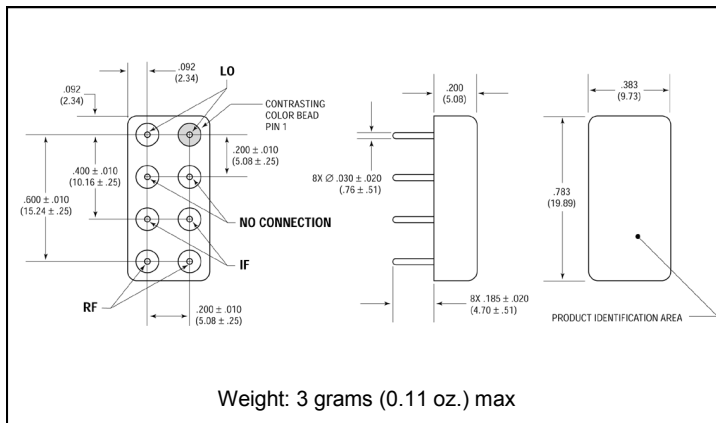 .092
(2.34)
LO
.092
(2.34)
CONTRASTING
COLOR BEAD
PIN 1
.200 ± .010
(5.08 ± .25)
.400 ± .010
(10.16 ± .25)
.600 ± .010
(15.24 ± .25)
NO CONNECTION
IF
RF
.200 ± .010
(5.08 ± .25)
.200
(5.08)
8X Ø .030 ± .020
(.76 ± .51)
8X .185 ± .020
(4.70 ± .51)
.383
(9.73)
.783
(19.89)
PRODUCT IDENTIFICATION AREA
Weight: 3 grams (0.11 oz.) max